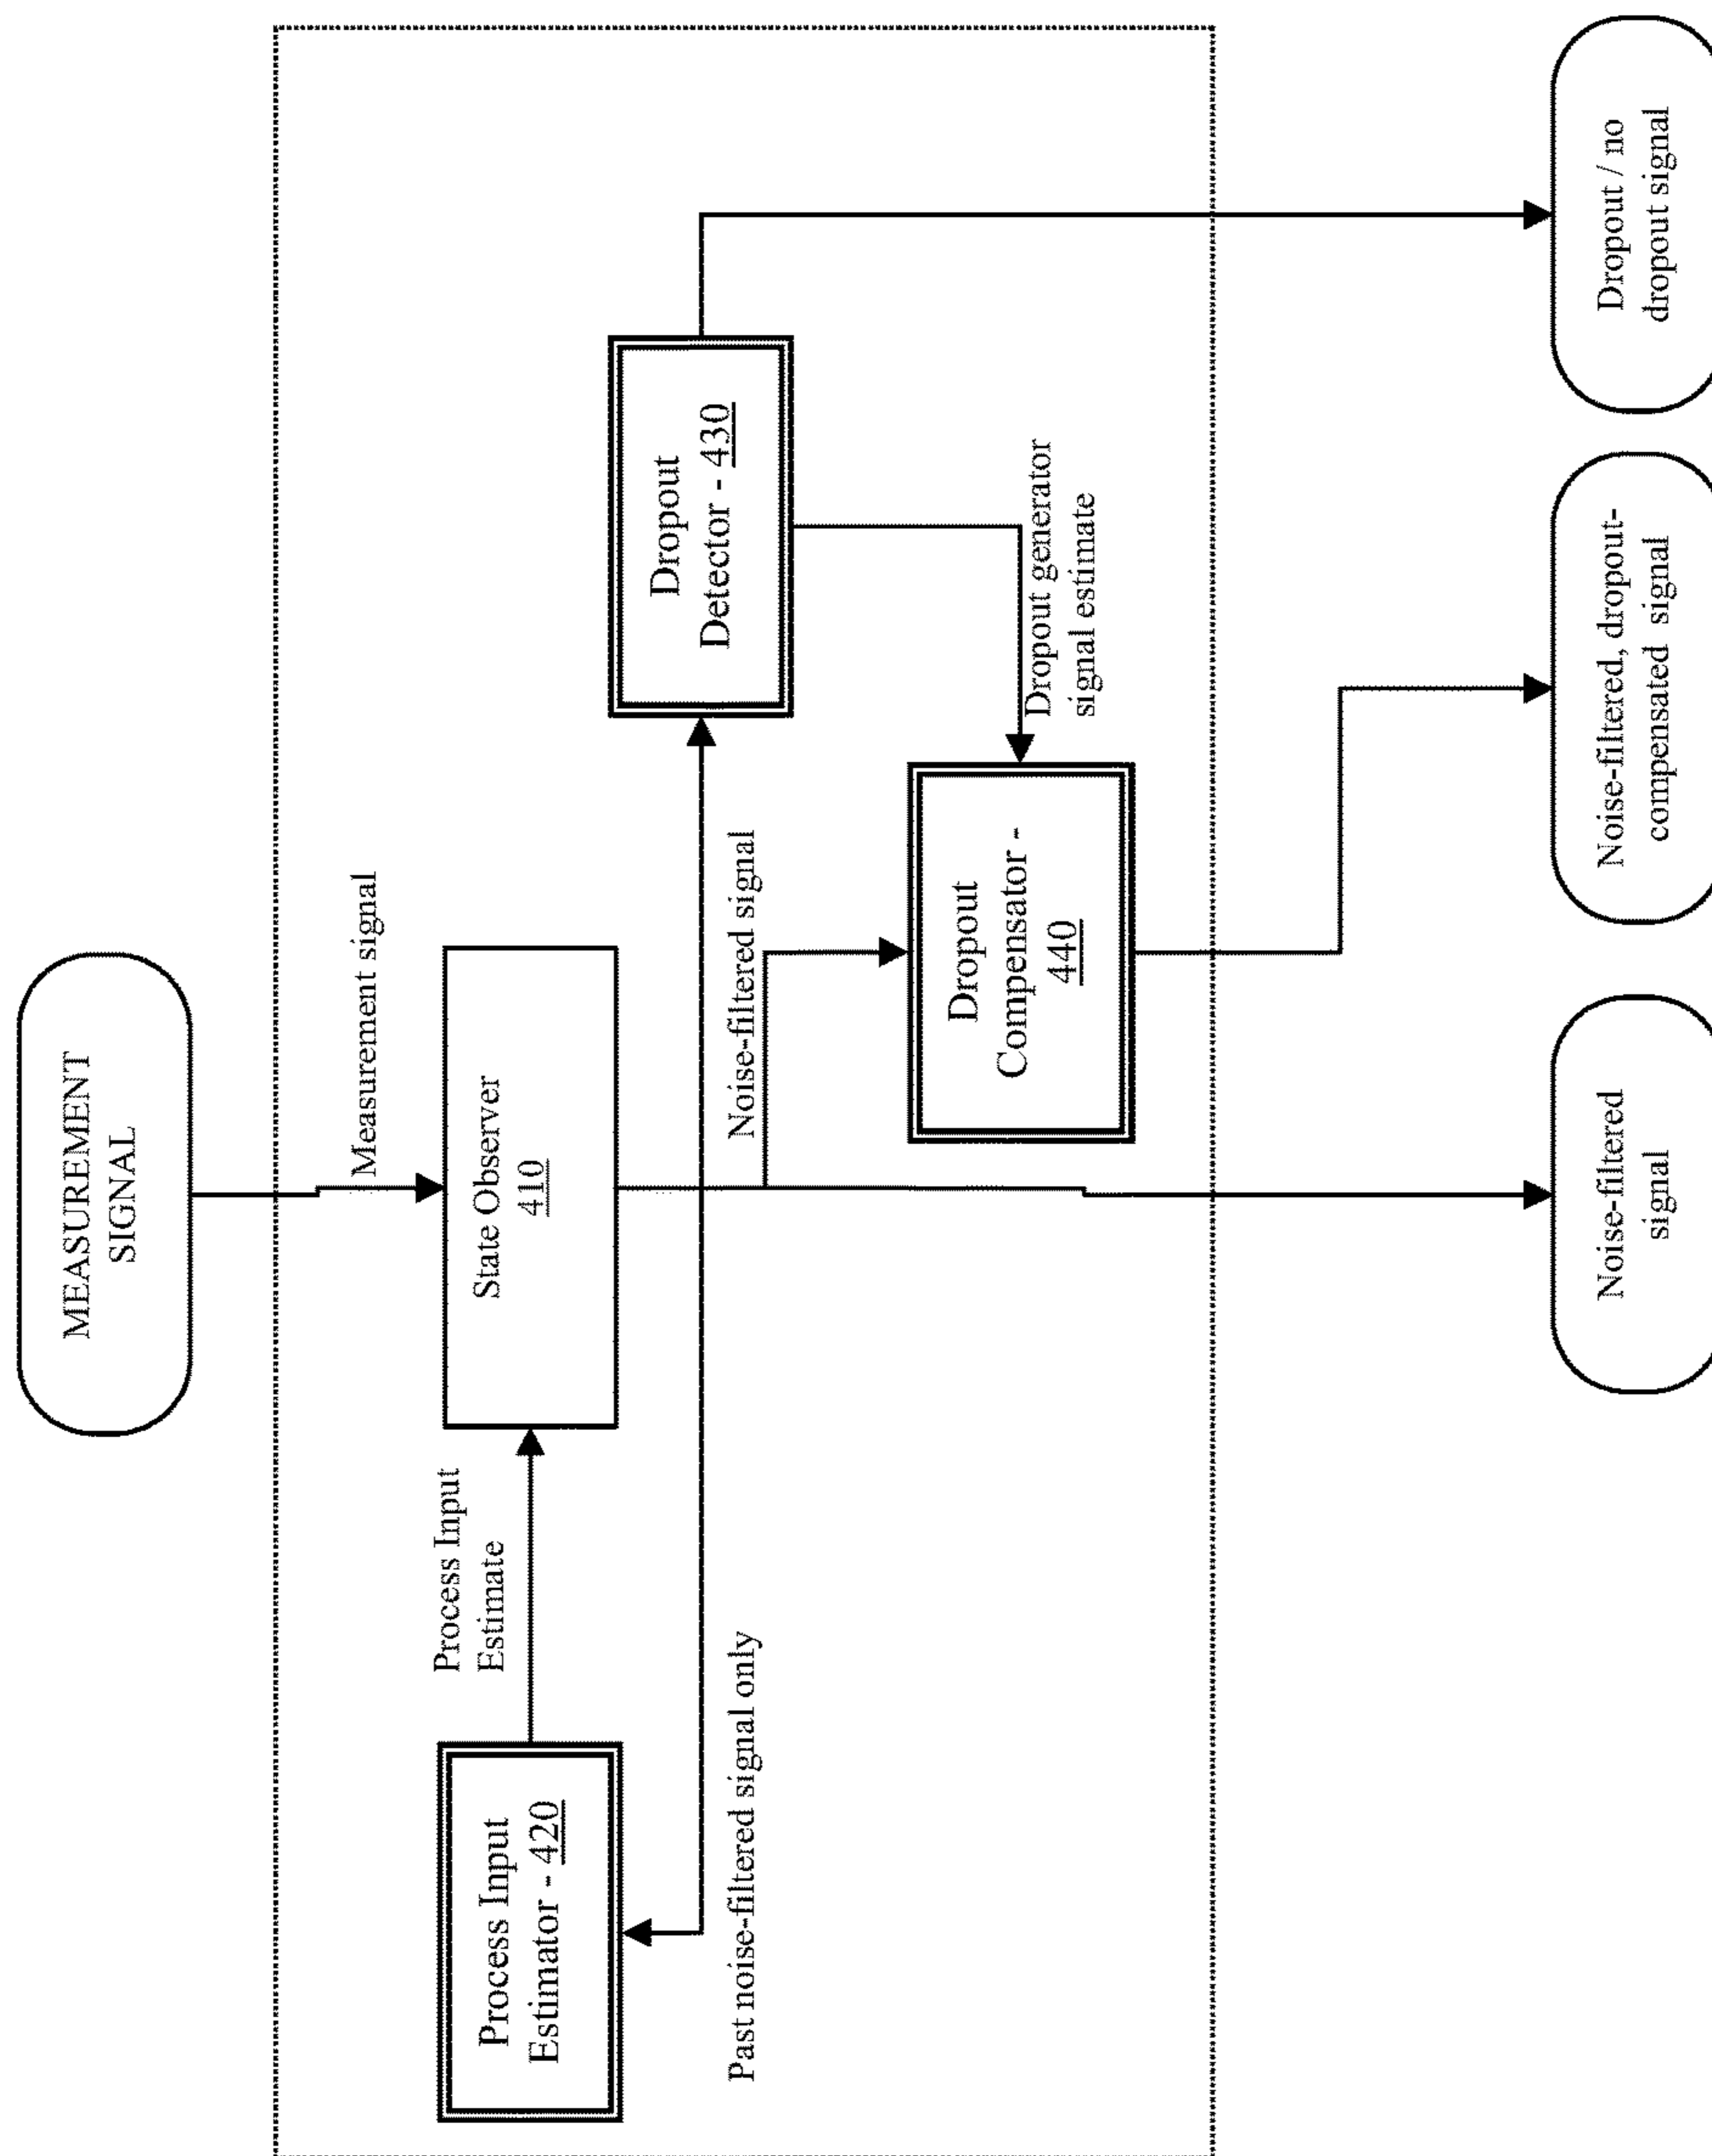 MEASUREMENT
SIGNAL
Measurement signal
Process Input
Estimate
State Observer
410
Process Input
Estimator - 420
Dropout
Detector - 430
Past noise-filtered signal only
Noise-filtered signal
Dropout generator
signal estimate
Dropout
Compensator -
440
Noise-filtered
signal
Noise-filtered, dropout-
compensated signal
Dropout / no
dropout signal